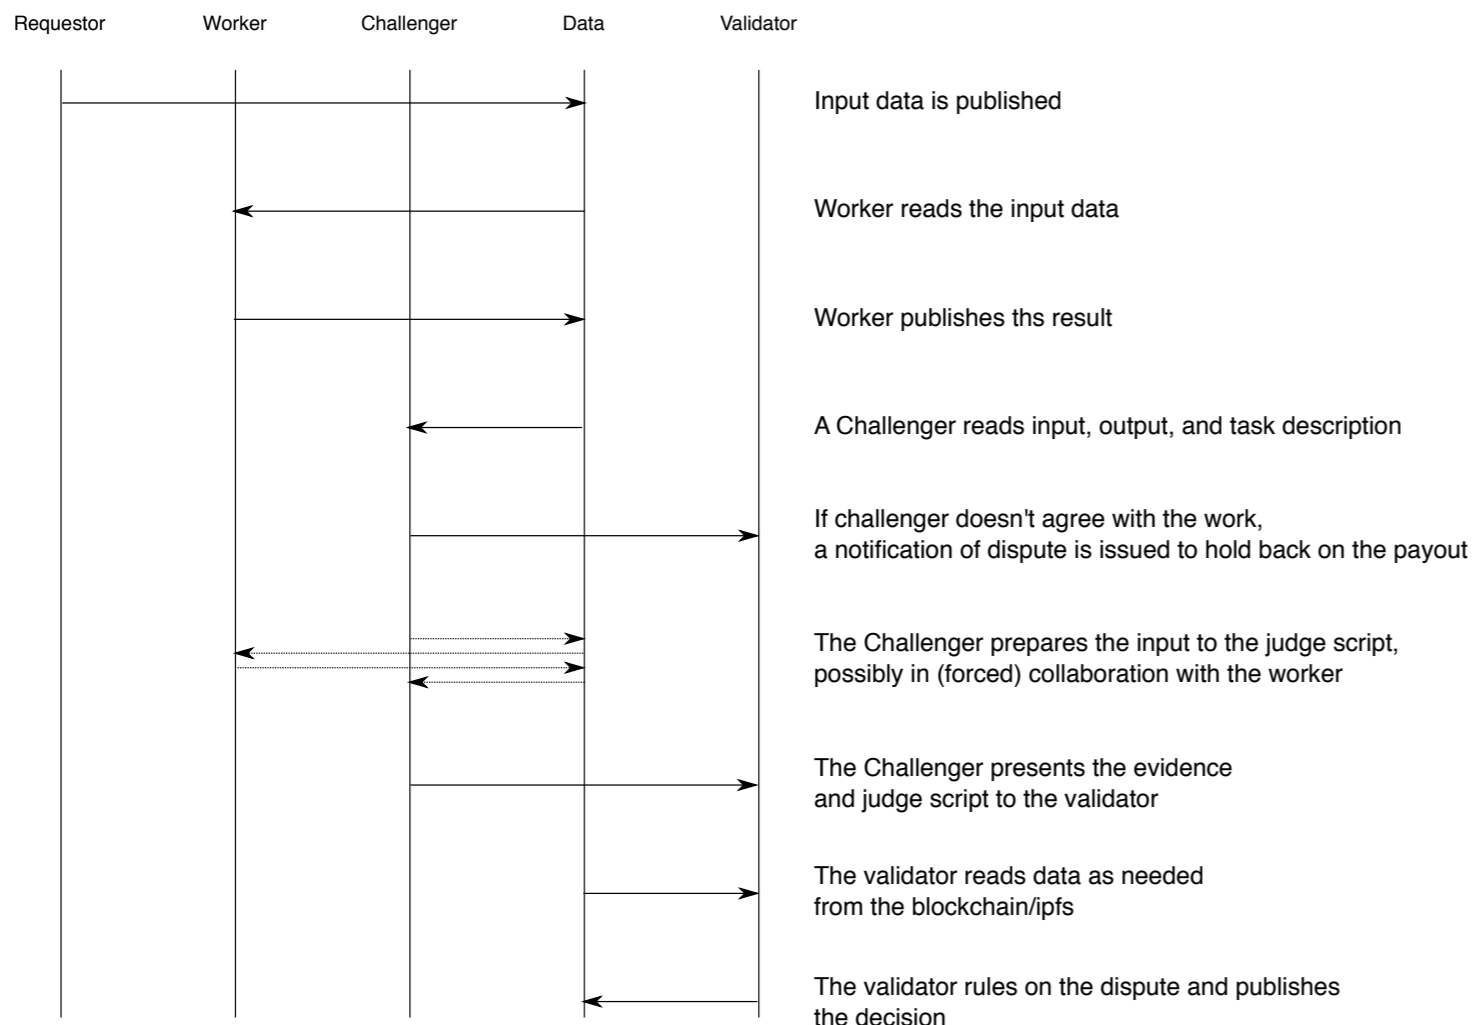 Requestor Worker Challenger Data Validator
Input data is published
Worker reads the input data
Worker publishes ths result
A Challenger reads input, output, and task description
If challenger doesn't agree with the work,
a notification of dispute is issued to hold back on the payout
The Challenger prepares the input to the judge script,
possibly in (forced) collaboration with the worker
The Challenger presents the evidence
and judge script to the validator
The validator reads data as needed
from the blockchain/ipfs
The validator rules on the dispute and publishes
the decision